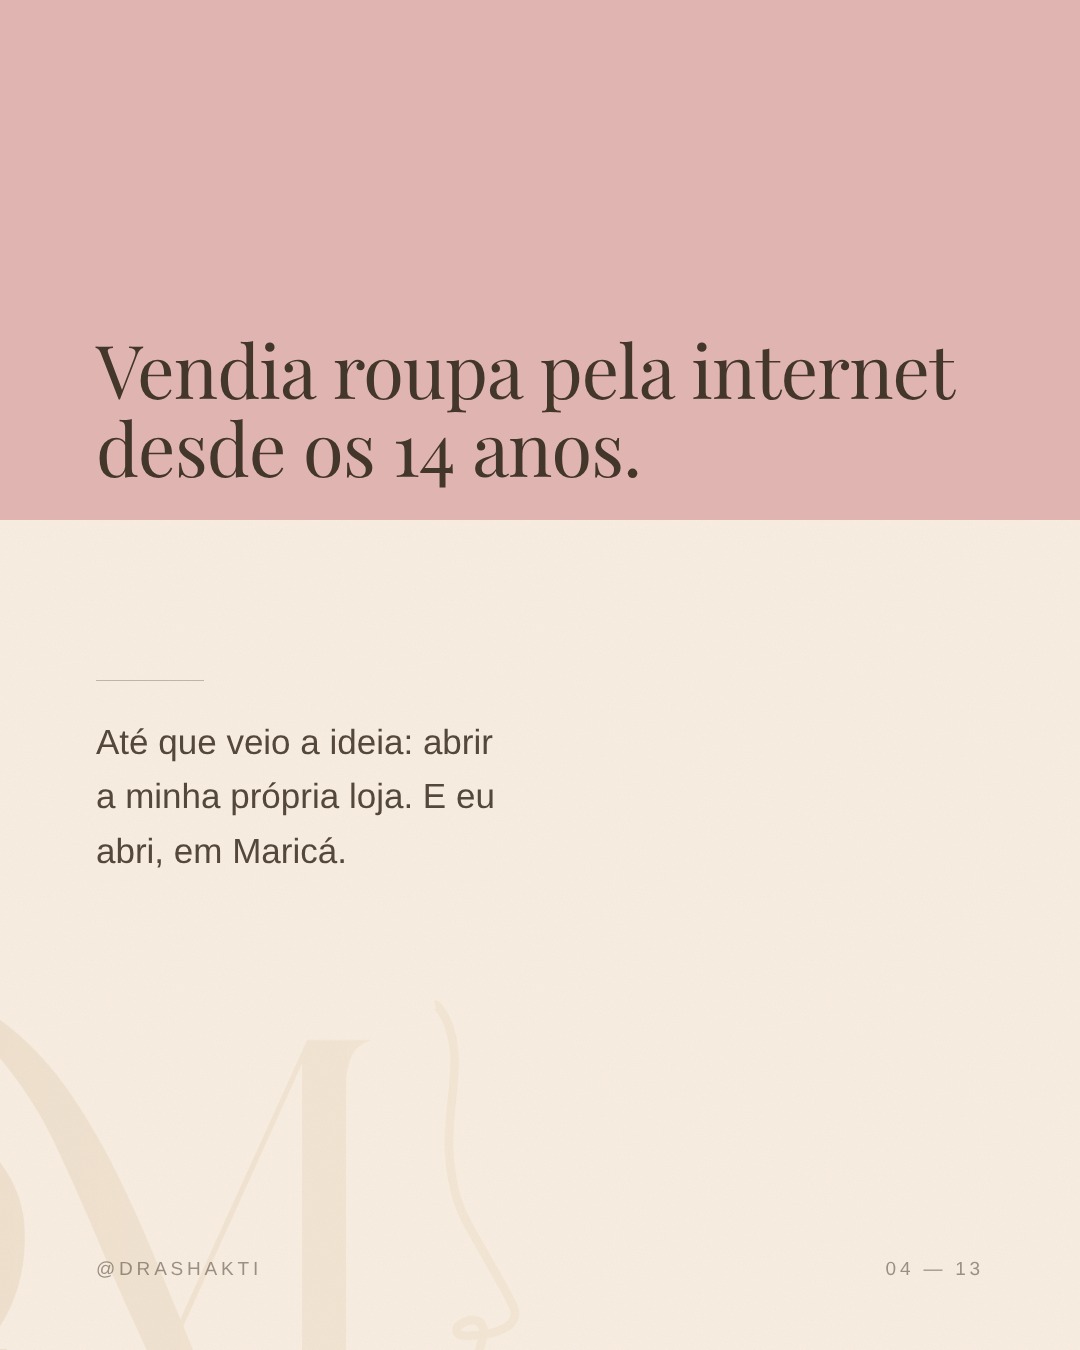 Vendia roupa pela internet
desde os 14 anos.
Até que veio a ideia: abrir
a minha própria loja. E eu
abri, em Maricá.
@DRASHAKTI
04 — 13